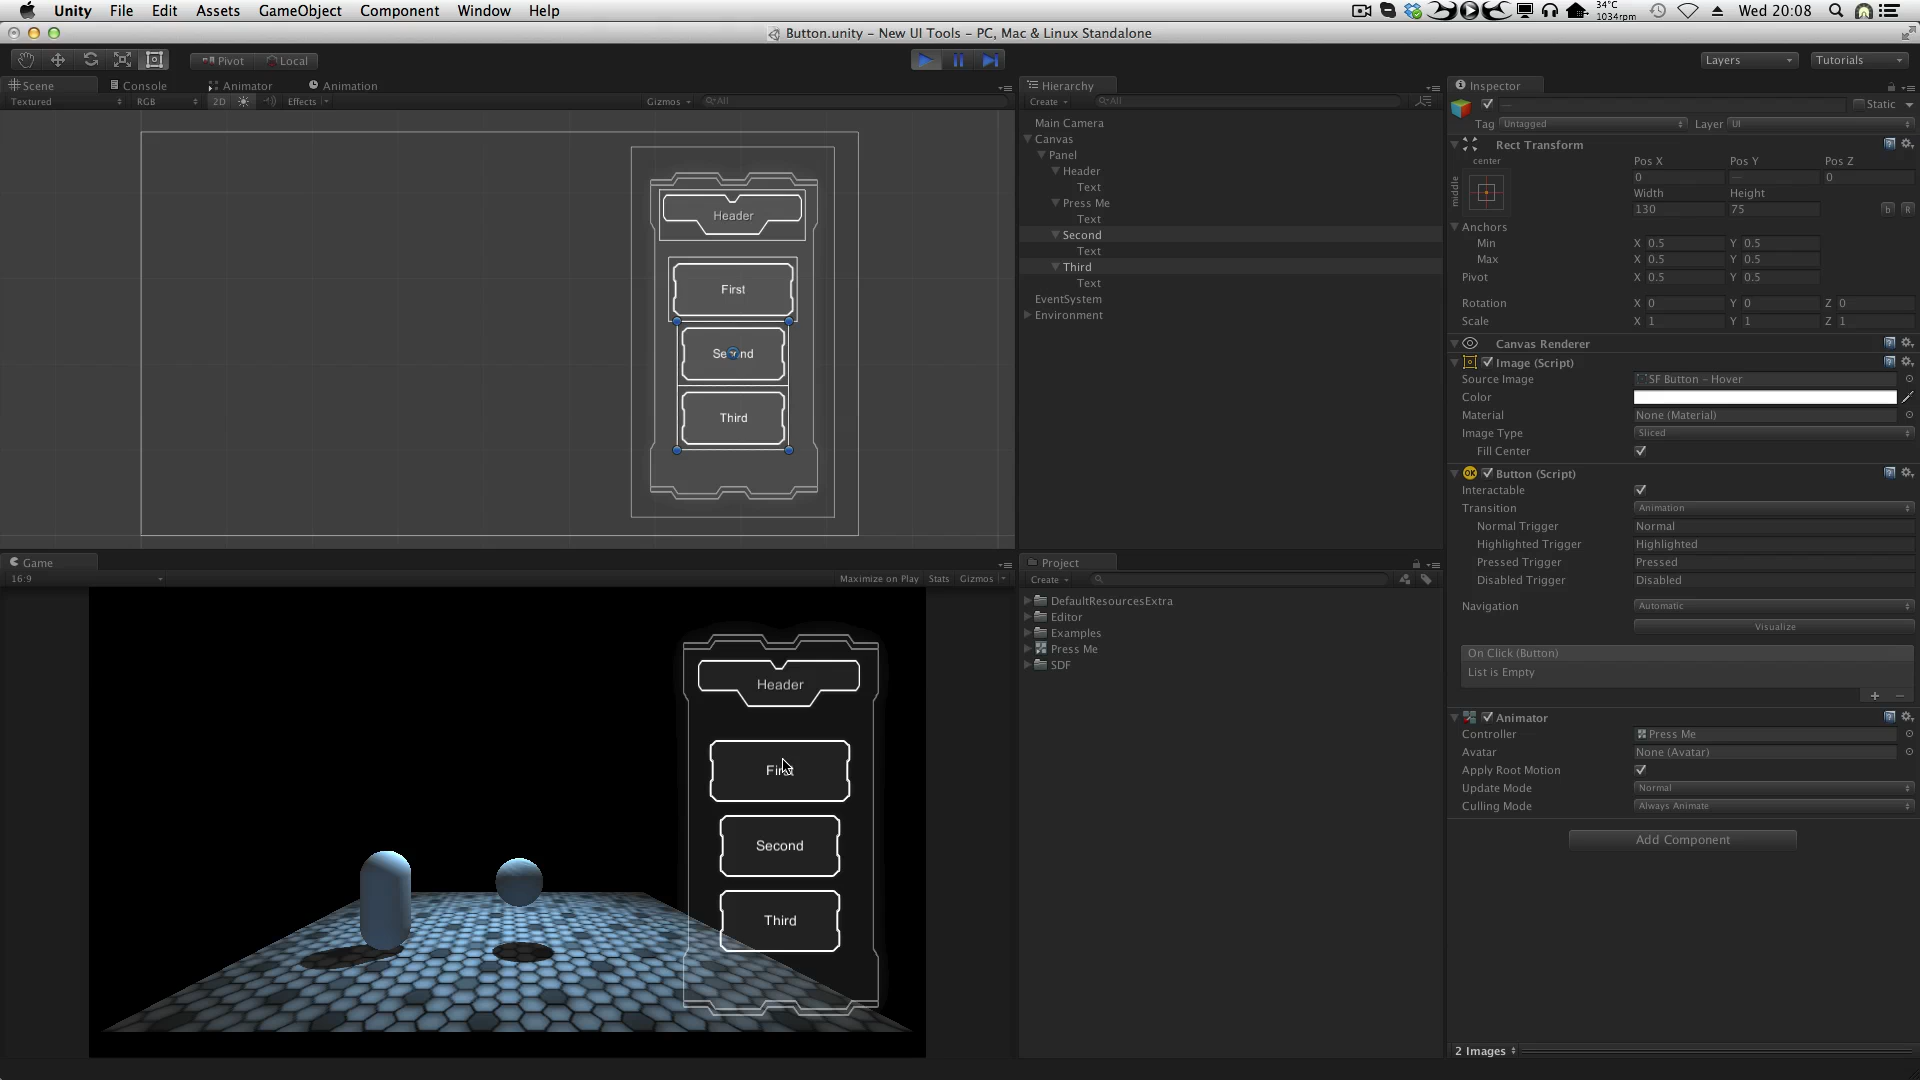 Unity File Edit Assets GameObject Component Window Help
34°C
1034rpm
Wed 20:08
Button.unity – New UI Tools – PC, Mac & Linux Standalone
Pivot Local
Layers Tutorials
Scene Console Animator Animation
Textured RGB 2D Effects Gizmos All
Header
First
Second
Third
Game
16:9 Maximize on Play Stats Gizmos
Header
First
Second
Third
Hierarchy
Create All
Main Camera
Canvas
Panel
Header
Text
Press Me
Text
Second
Text
Third
Text
EventSystem
Environment
Project
Create
DefaultResourcesExtra
Editor
Examples
Press Me
SDF
Inspector
— Static
Tag Untagged Layer UI
Rect Transform
center
middle
Pos X Pos Y Pos Z
0 — 0
Width Height
130 75
b R
Anchors
Min X 0.5 Y 0.5
Max X 0.5 Y 0.5
Pivot X 0.5 Y 0.5
Rotation X 0 Y 0 Z 0
Scale X 1 Y 1 Z 1
Canvas Renderer
Image (Script)
Source Image SF Button – Hover
Color
Material None (Material)
Image Type Sliced
Fill Center
OK Button (Script)
Interactable
Transition Animation
Normal Trigger Normal
Highlighted Trigger Highlighted
Pressed Trigger Pressed
Disabled Trigger Disabled
Navigation Automatic
Visualize
On Click (Button)
List is Empty
+ –
Animator
Controller Press Me
Avatar None (Avatar)
Apply Root Motion
Update Mode Normal
Culling Mode Always Animate
Add Component
2 Images